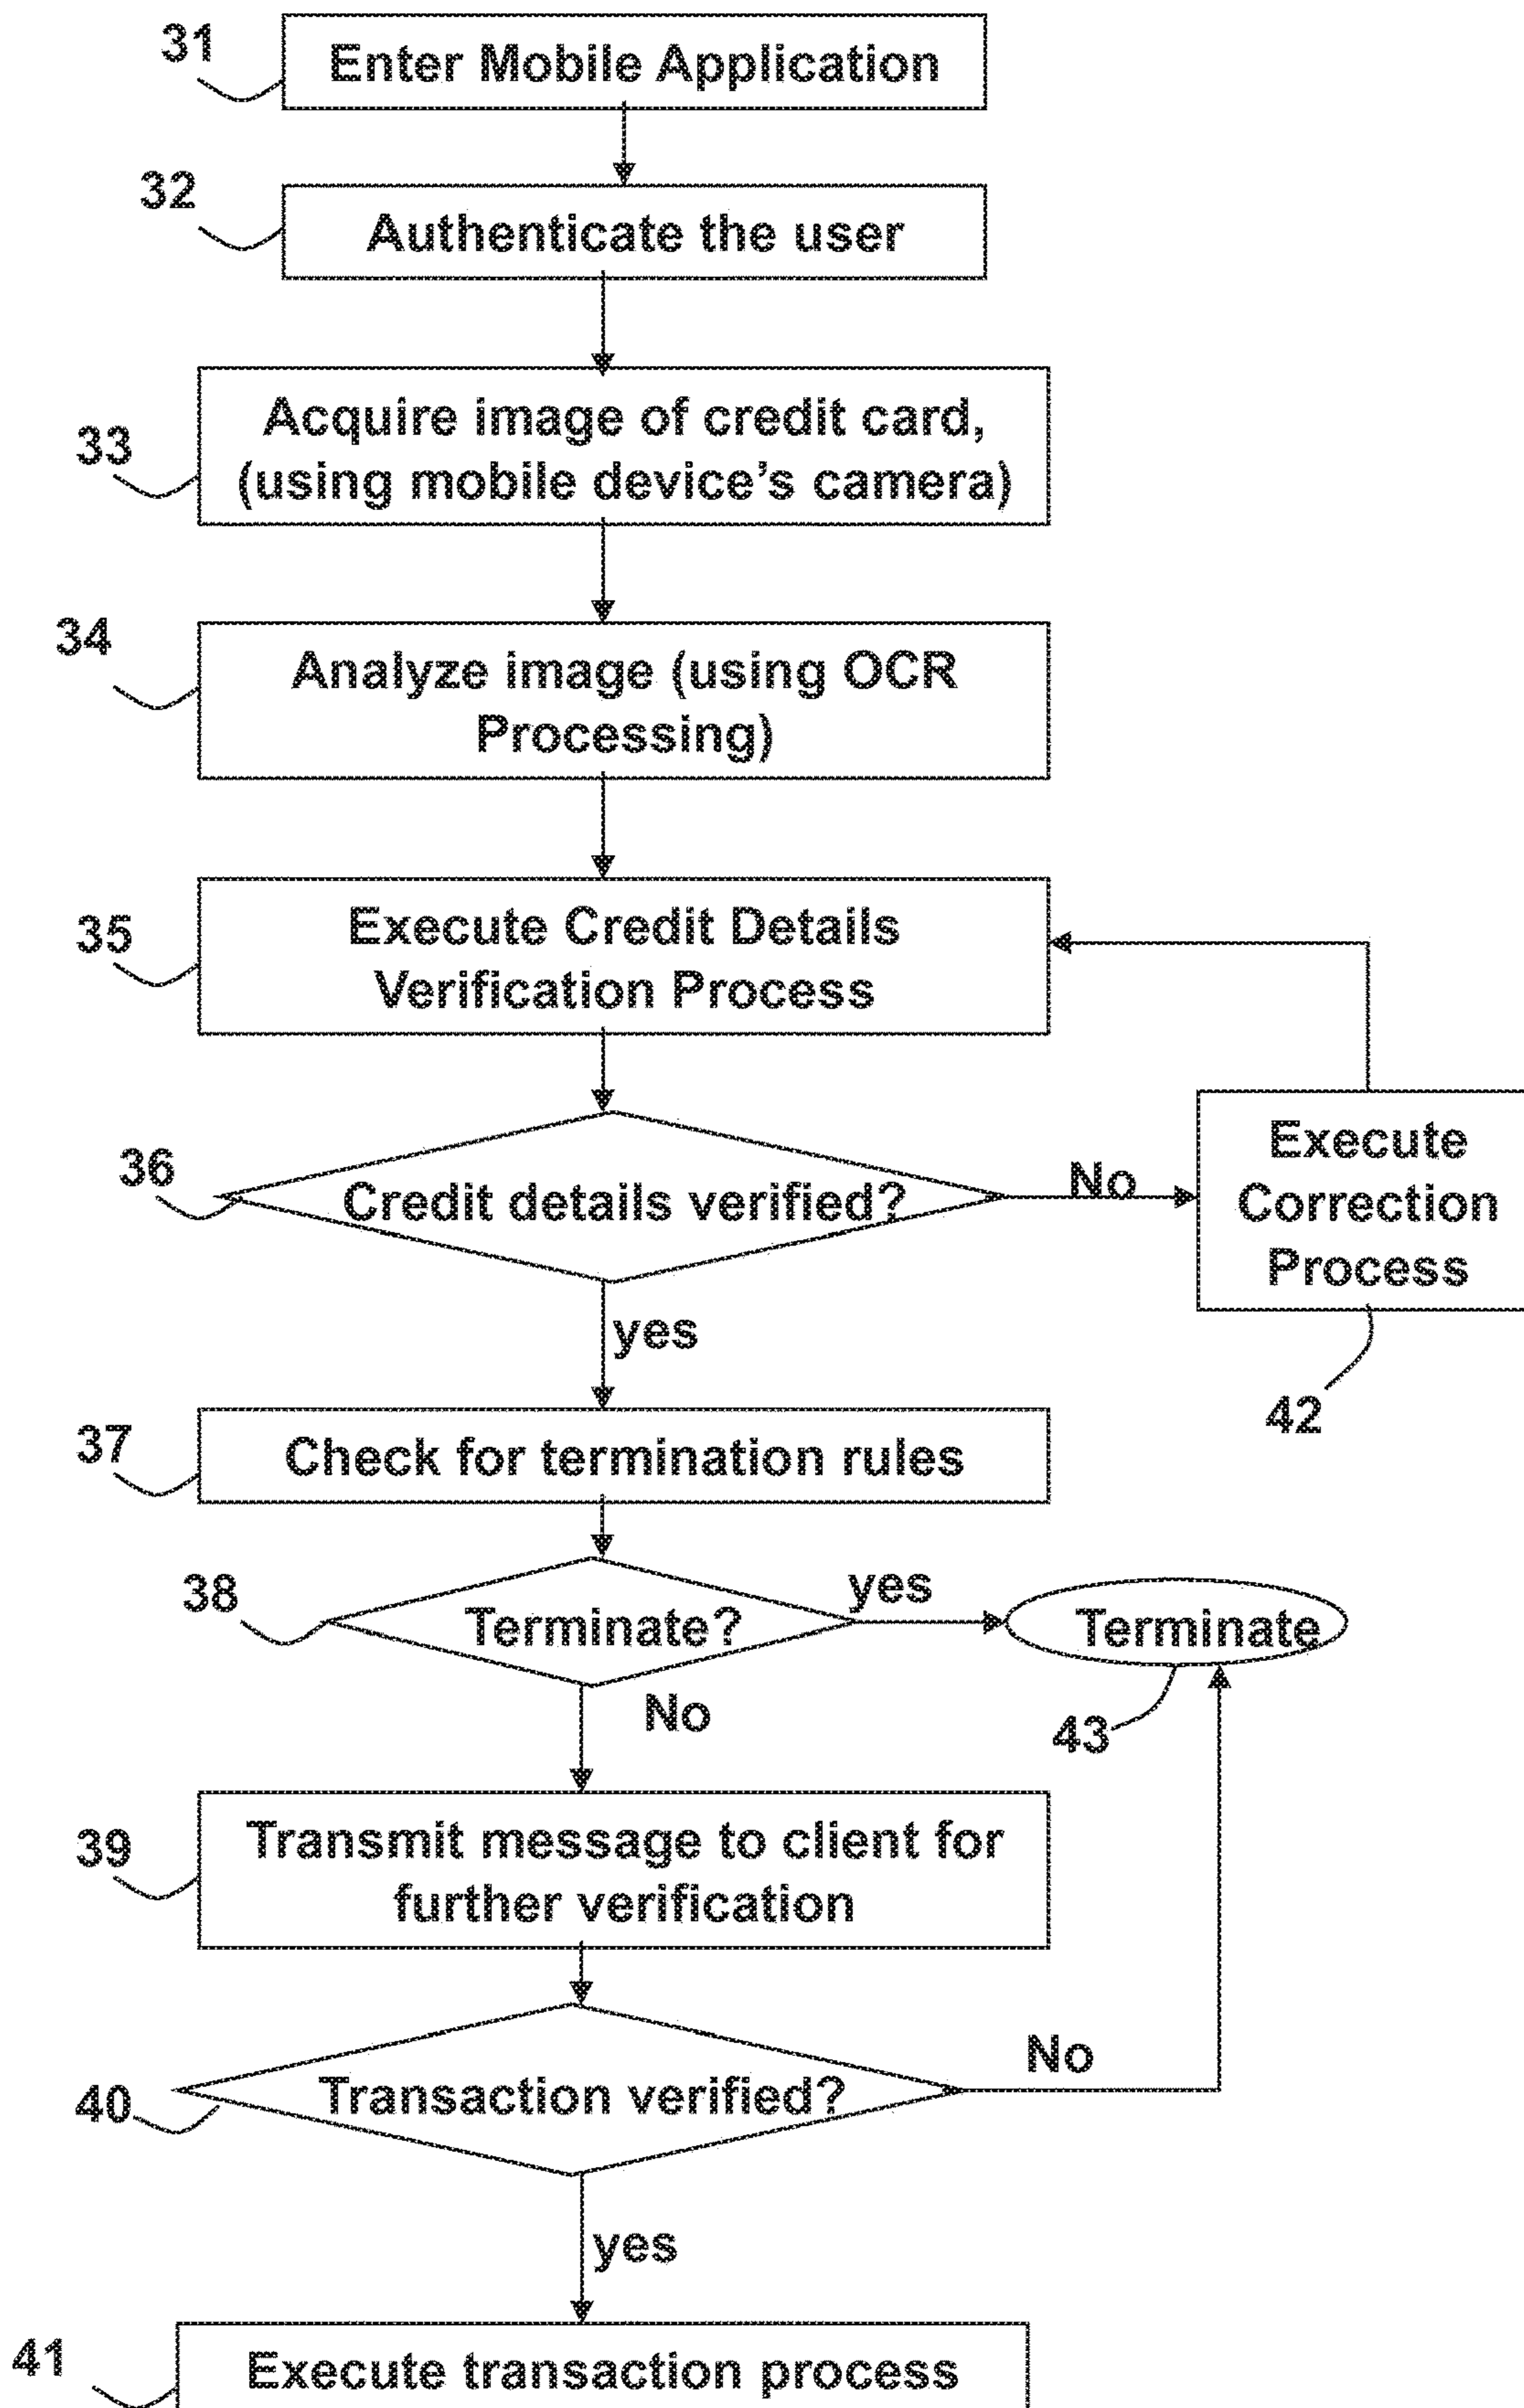 31
Enter Mobile Application
32
Authenticate the user
33
Acquire image of credit card,
(using mobile device's camera)
34
Analyze image (using OCR
Processing)
35
Execute Credit Details
Verification Process
36
Credit details verified?
No
Execute
Correction
Process
42
yes
37
Check for termination rules
38
Terminate?
yes
Terminate
43
No
39
Transmit message to client for
further verification
40
Transaction verified?
No
yes
41
Execute transaction process